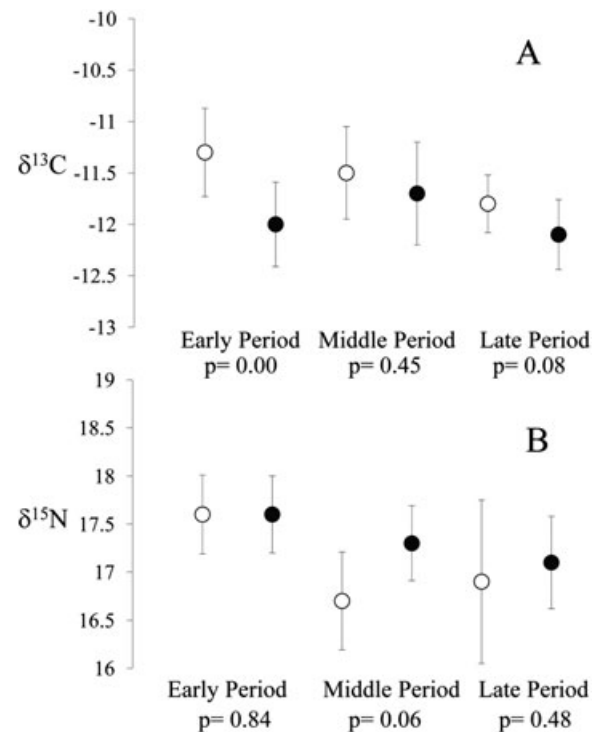 A
-10
-10.5
-11
δ¹³C
-11.5
-12
-12.5
-13
Early Period Middle Period Late Period
p= 0.00 p= 0.45 p= 0.08
19
18.5
B
18
δ¹⁵N
17.5
17
16.5
16
Early Period Middle Period Late Period
p= 0.84 p= 0.06 p= 0.48